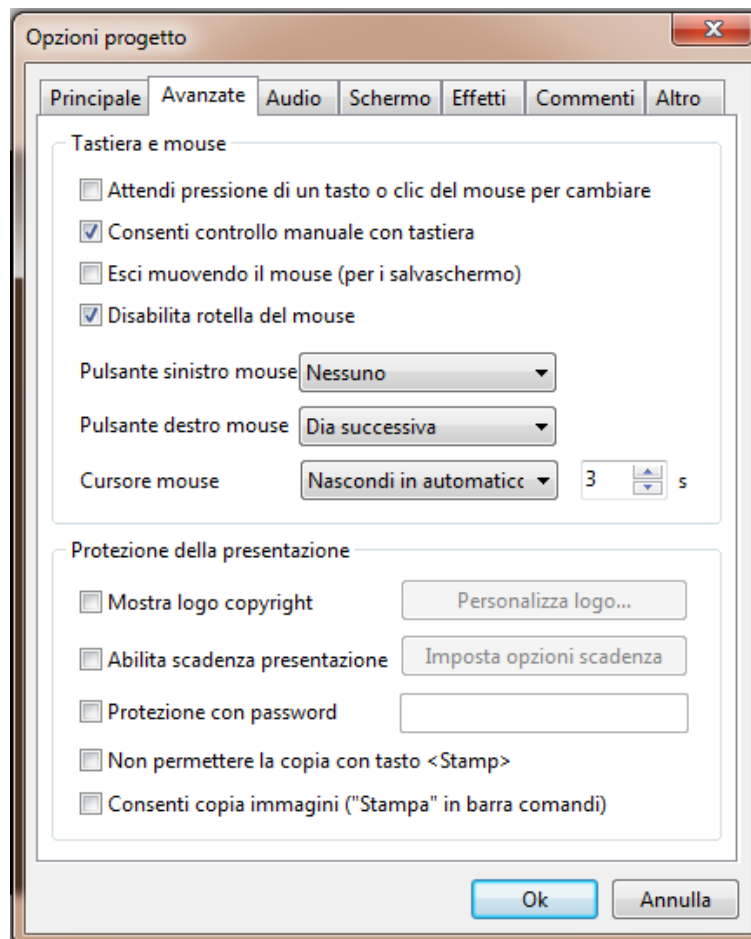 Opzioni progetto
Principale Avanzate Audio Schermo Effetti Commenti Altro
Tastiera e mouse
Attendi pressione di un tasto o clic del mouse per cambiare
Consenti controllo manuale con tastiera
Esci muovendo il mouse (per i salvaschermo)
Disabilita rotella del mouse
Pulsante sinistro mouse Nessuno
Pulsante destro mouse Dia successiva
Cursore mouse Nascondi in automatico 3 s
Protezione della presentazione
Mostra logo copyright Personalizza logo...
Abilita scadenza presentazione Imposta opzioni scadenza
Protezione con password
Non permettere la copia con tasto <Stamp>
Consenti copia immagini ("Stampa" in barra comandi)
Ok Annulla